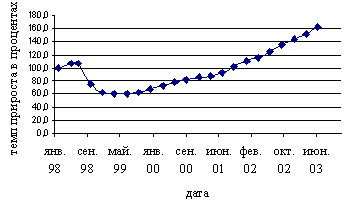 темп прироста в процентах
180,0
160,0
140,0
120,0
100,0
80,0
60,0
40,0
20,0
0,0
янв. сен. май. янв. сен. июн. фев. окт. июн.
98 98 99 00 00 01 02 02 03
дата